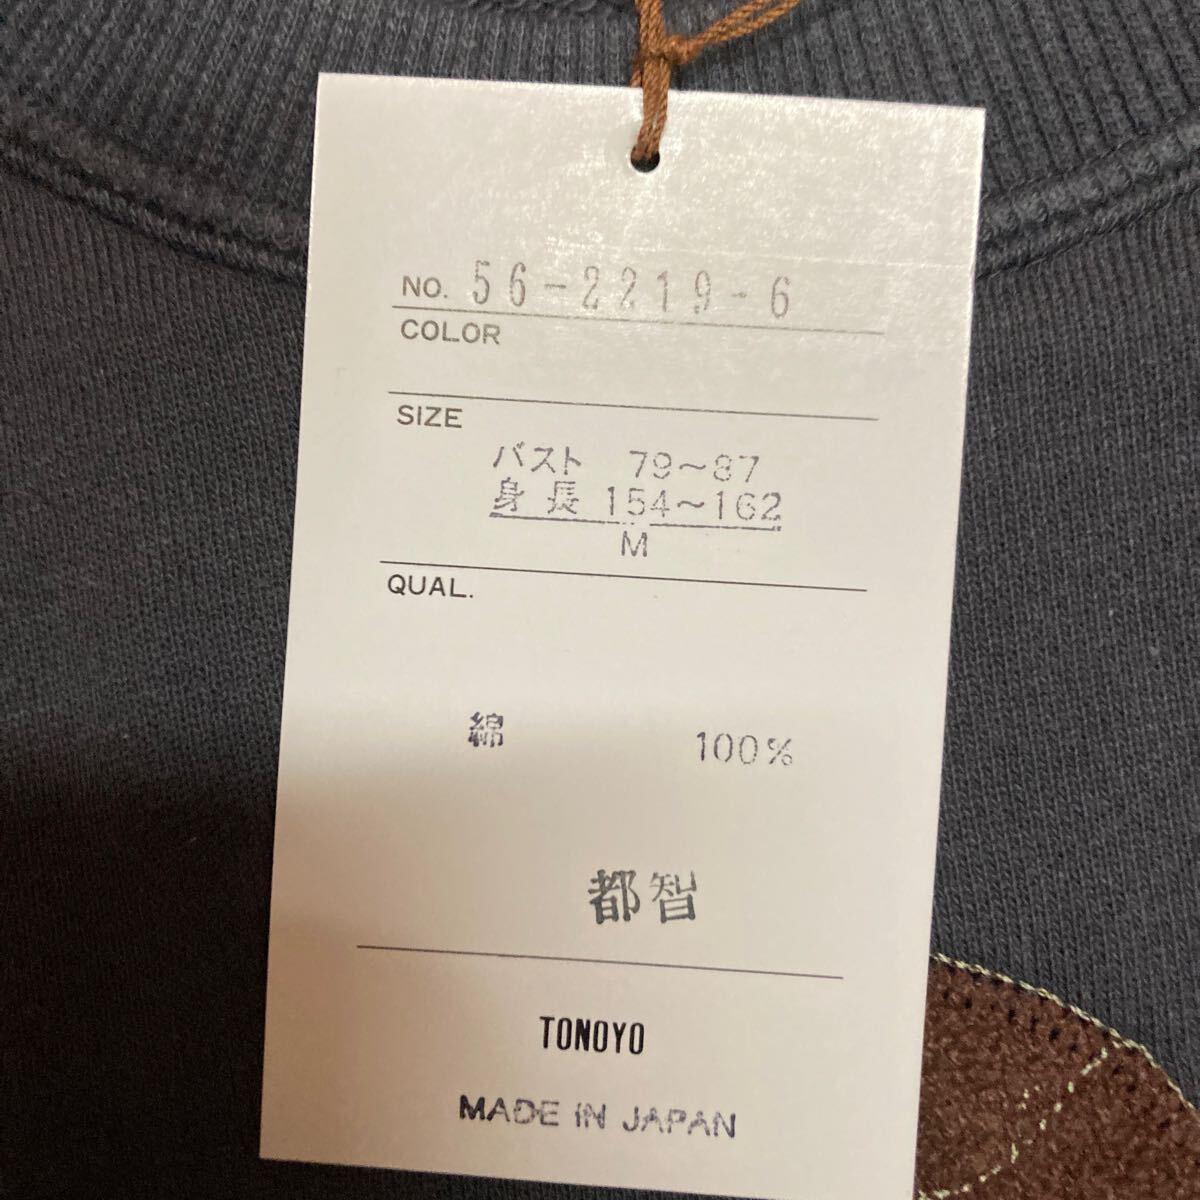 NO. 56-2219-6
COLOR
SIZE
バスト 79～87
身長 154～162
M
QUAL.
綿 100%
都智
TONOYO
MADE IN JAPAN